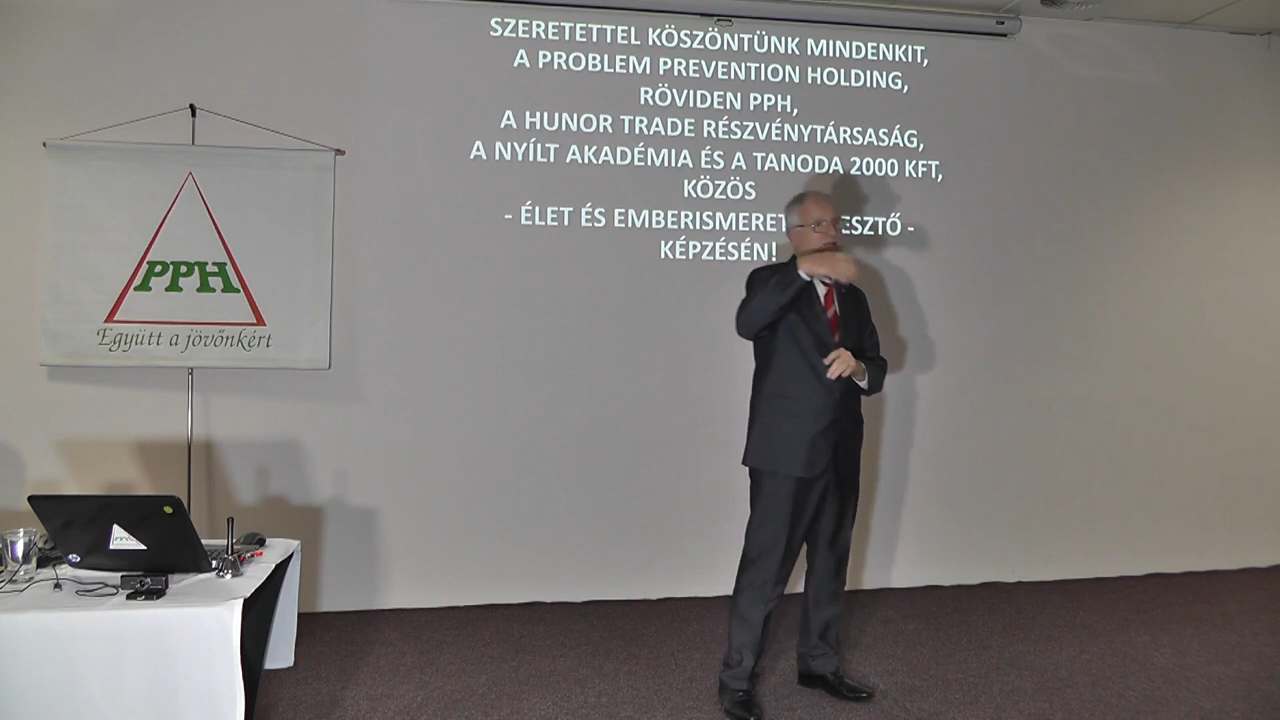 SZERETETTEL KÖSZÖNTÜNK MINDENKIT,
A PROBLEM PREVENTION HOLDING,
RÖVIDEN PPH,
A HUNOR TRADE RÉSZVÉNYTÁRSASÁG,
A NYÍLT AKADÉMIA ÉS A TANODA 2000 KFT,
KÖZÖS
- ÉLET ÉS -
KÉPZÉSÉN!
PPH
Együtt a jövőnkért
PPH